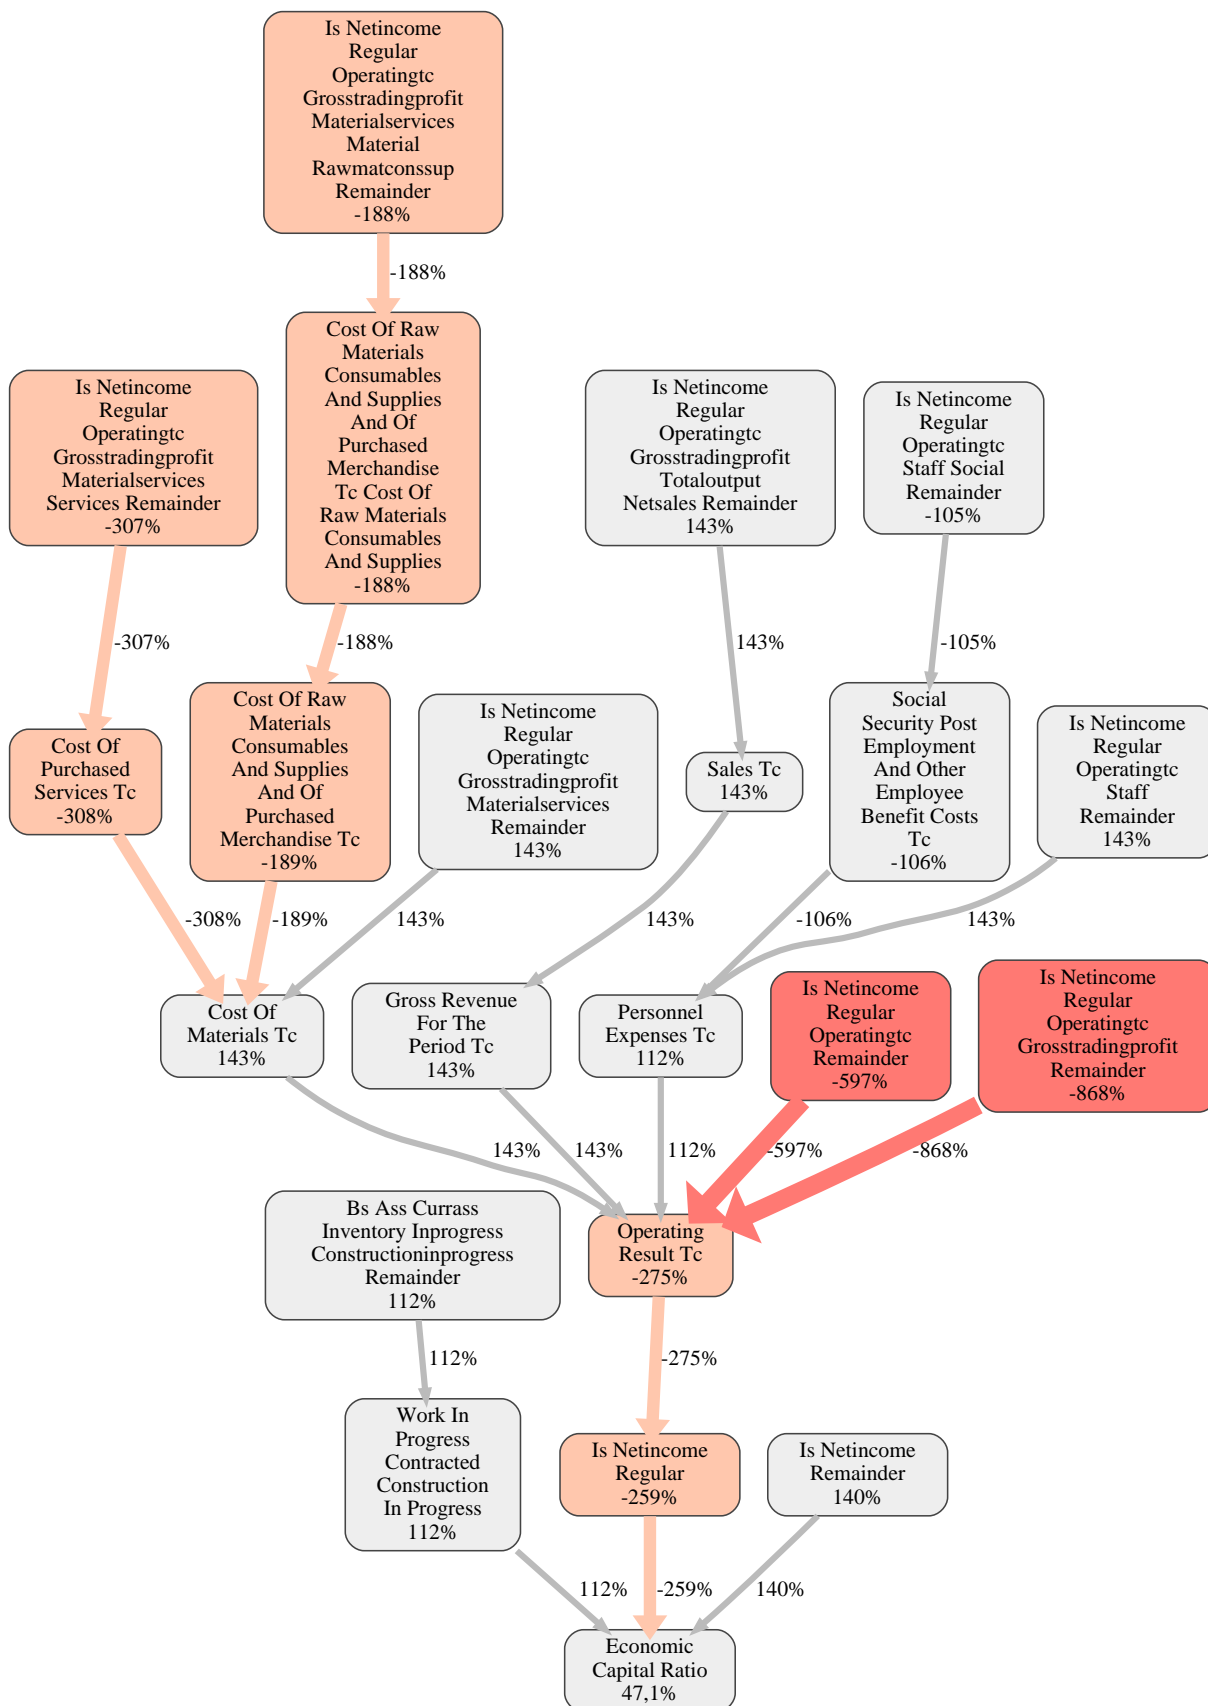 Is Netincome
Regular
Operatingtc
Grosstradingprofit
Materialservices
Material
Rawmatconssup
Remainder
-188%
-188%
Cost Of Raw
Materials
Consumables
And Supplies
And Of
Purchased
Merchandise
Tc Cost Of
Raw Materials
Consumables
And Supplies
-188%
Is Netincome
Regular
Operatingtc
Grosstradingprofit
Materialservices
Services Remainder
-307%
Is Netincome
Regular
Operatingtc
Grosstradingprofit
Totaloutput
Netsales Remainder
143%
Is Netincome
Regular
Operatingtc
Staff Social
Remainder
-105%
-307%
-188%
143%
-105%
Cost Of
Purchased
Services Tc
-308%
Cost Of Raw
Materials
Consumables
And Supplies
And Of
Purchased
Merchandise Tc
-189%
Is Netincome
Regular
Operatingtc
Grosstradingprofit
Materialservices
Remainder
143%
Sales Tc
143%
Social
Security Post
Employment
And Other
Employee
Benefit Costs
Tc
-106%
Is Netincome
Regular
Operatingtc
Staff
Remainder
143%
-308%
-189%
143%
143%
-106%
143%
Cost Of
Materials Tc
143%
Gross Revenue
For The
Period Tc
143%
Personnel
Expenses Tc
112%
Is Netincome
Regular
Operatingtc
Remainder
-597%
Is Netincome
Regular
Operatingtc
Grosstradingprofit
Remainder
-868%
143%
143%
112%
-597%
-868%
Bs Ass Currass
Inventory Inprogress
Constructioninprogress
Remainder
112%
Operating
Result Tc
-275%
112%
-275%
Work In
Progress
Contracted
Construction
In Progress
112%
Is Netincome
Regular
-259%
Is Netincome
Remainder
140%
112%
-259%
140%
Economic
Capital Ratio
47,1%